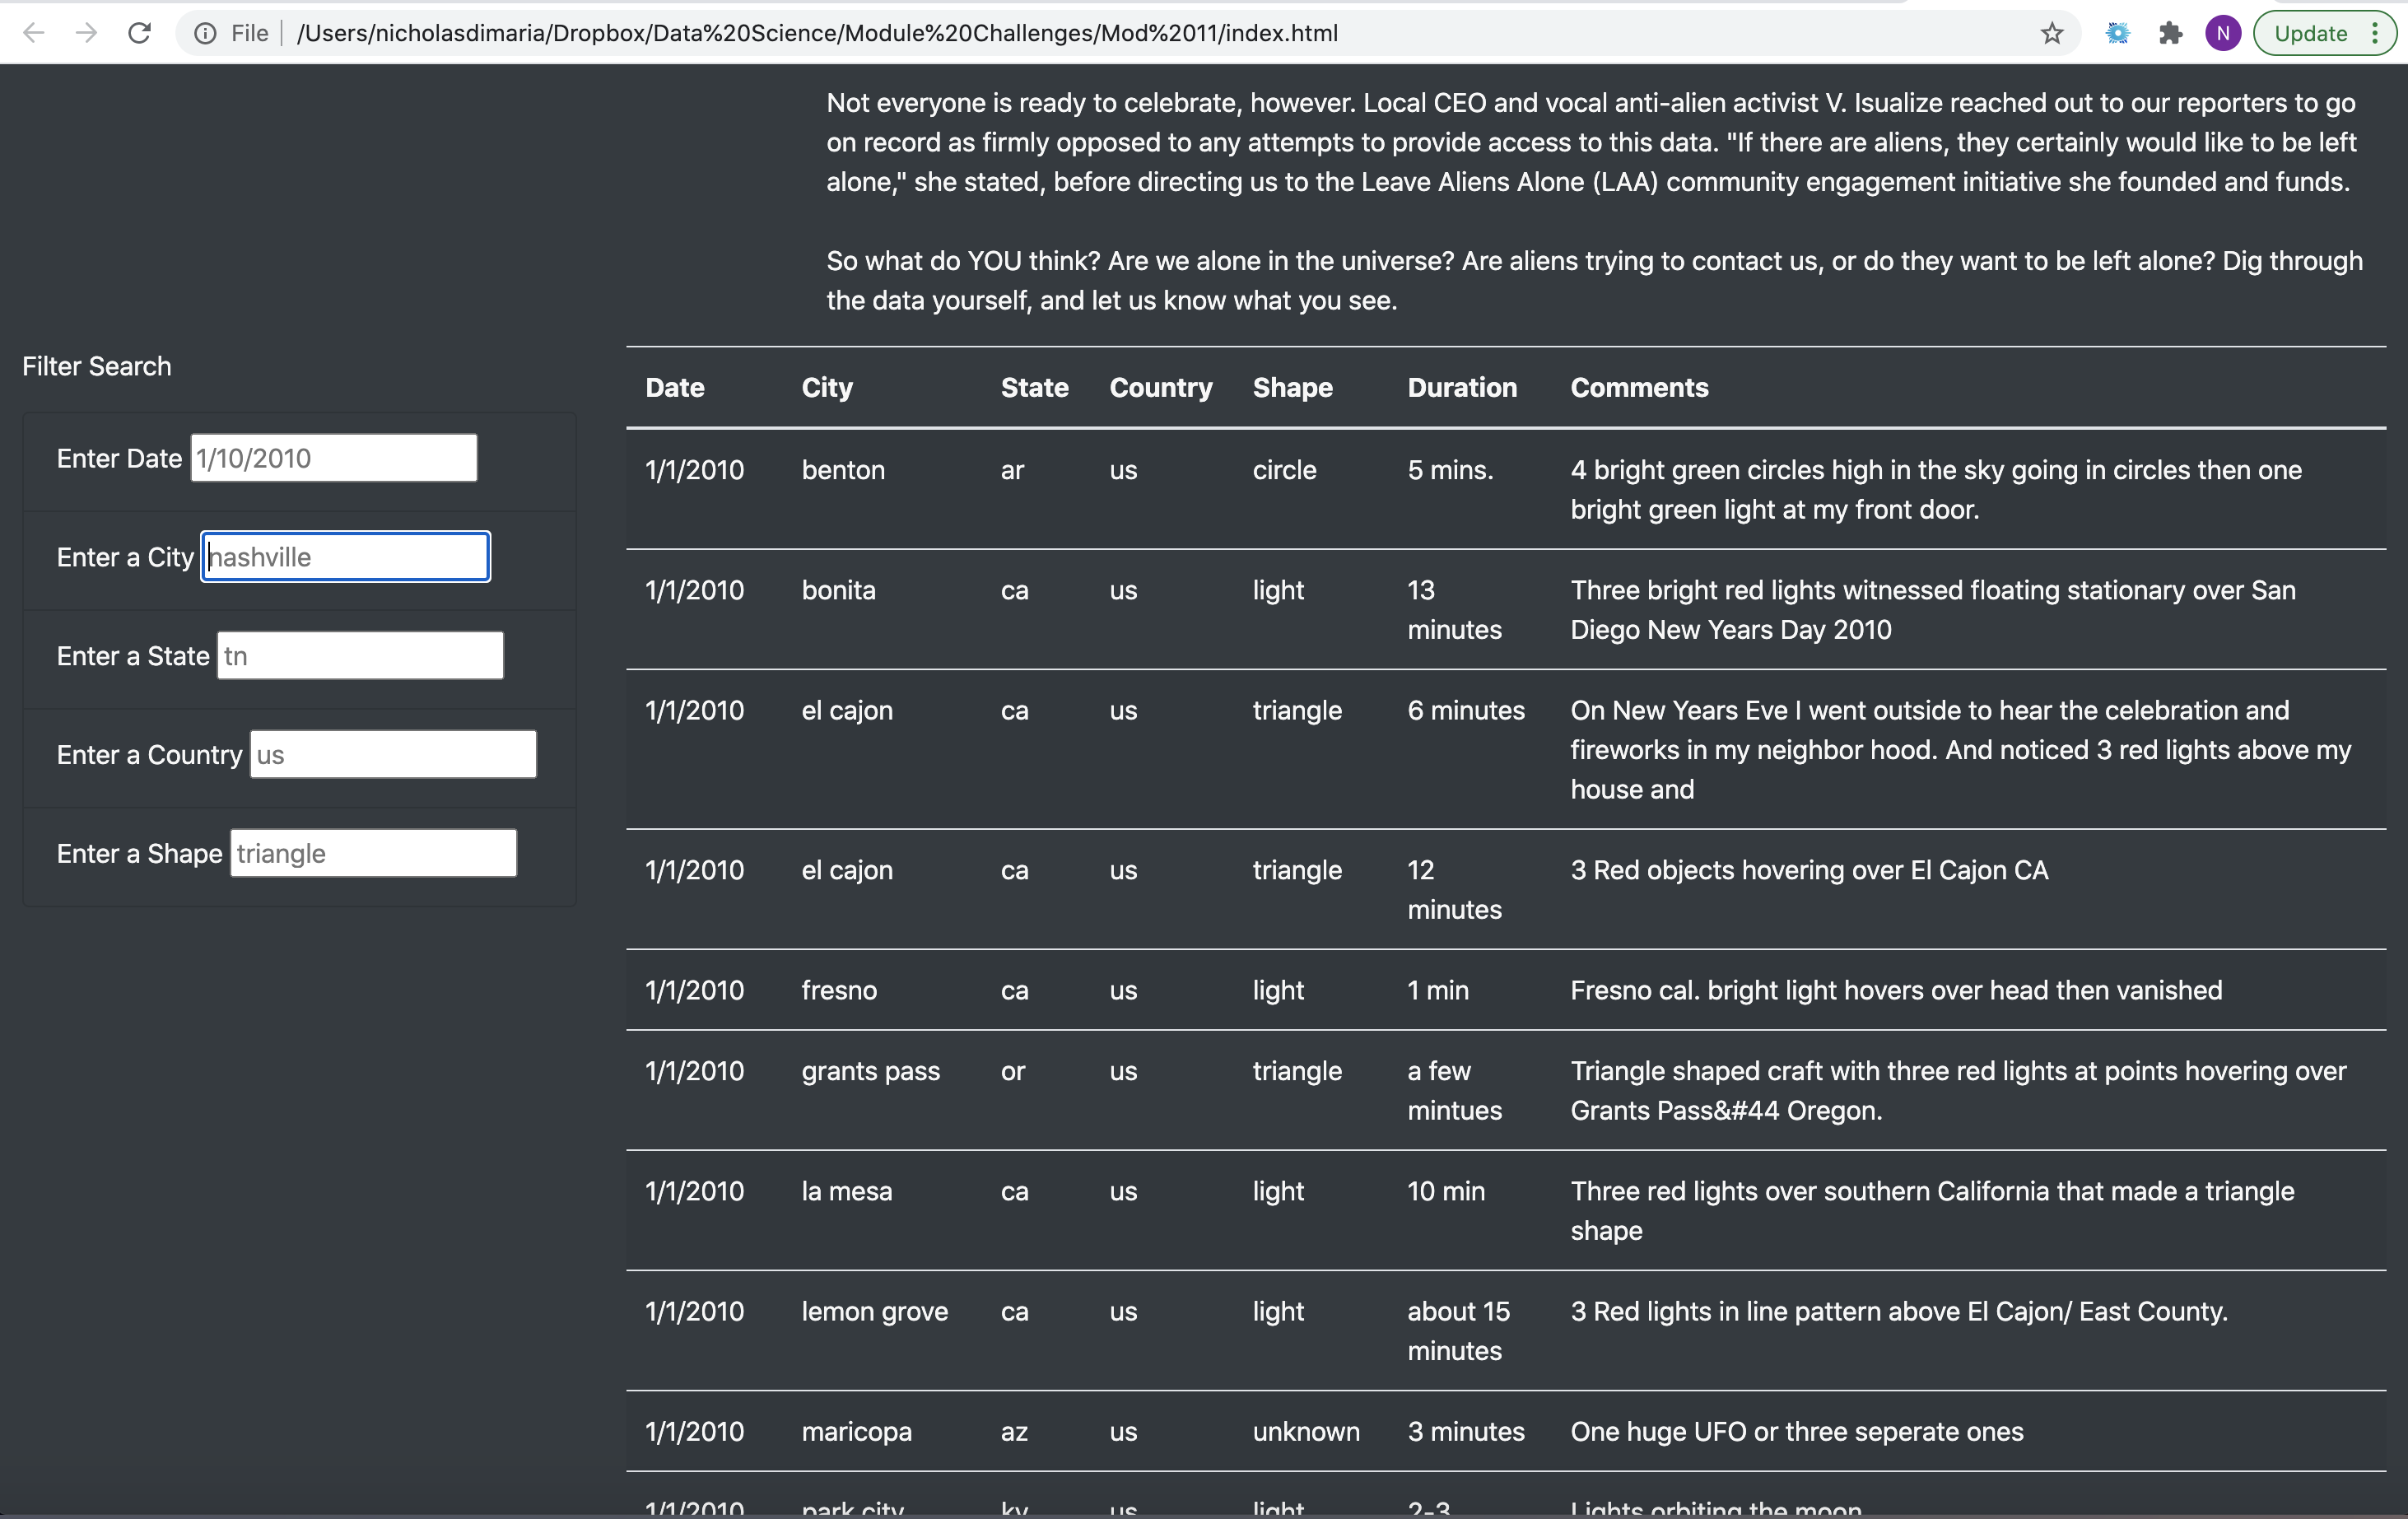 File /Users/nicholasdimaria/Dropbox/Data%20Science/Module%20Challenges/Mod%2011/index.html
N
Update
Not everyone is ready to celebrate, however. Local CEO and vocal anti-alien activist V. Isualize reached out to our reporters to go
on record as firmly opposed to any attempts to provide access to this data. "If there are aliens, they certainly would like to be left
alone," she stated, before directing us to the Leave Aliens Alone (LAA) community engagement initiative she founded and funds.
So what do YOU think? Are we alone in the universe? Are aliens trying to contact us, or do they want to be left alone? Dig through
the data yourself, and let us know what you see.
Filter Search
Enter Date 1/10/2010
Enter a City nashville
Enter a State tn
Enter a Country us
Enter a Shape triangle
Date City State Country Shape Duration Comments
1/1/2010 benton ar us circle 5 mins. 4 bright green circles high in the sky going in circles then one
bright green light at my front door.
1/1/2010 bonita ca us light 13 Three bright red lights witnessed floating stationary over San
minutes Diego New Years Day 2010
1/1/2010 el cajon ca us triangle 6 minutes On New Years Eve I went outside to hear the celebration and
fireworks in my neighbor hood. And noticed 3 red lights above my
house and
1/1/2010 el cajon ca us triangle 12 3 Red objects hovering over El Cajon CA
minutes
1/1/2010 fresno ca us light 1 min Fresno cal. bright light hovers over head then vanished
1/1/2010 grants pass or us triangle a few Triangle shaped craft with three red lights at points hovering over
mintues Grants Pass&#44 Oregon.
1/1/2010 la mesa ca us light 10 min Three red lights over southern California that made a triangle
shape
1/1/2010 lemon grove ca us light about 15 3 Red lights in line pattern above El Cajon/ East County.
minutes
1/1/2010 maricopa az us unknown 3 minutes One huge UFO or three seperate ones
1/1/2010 park city ky us light 2-3 Lights orbiting the moon